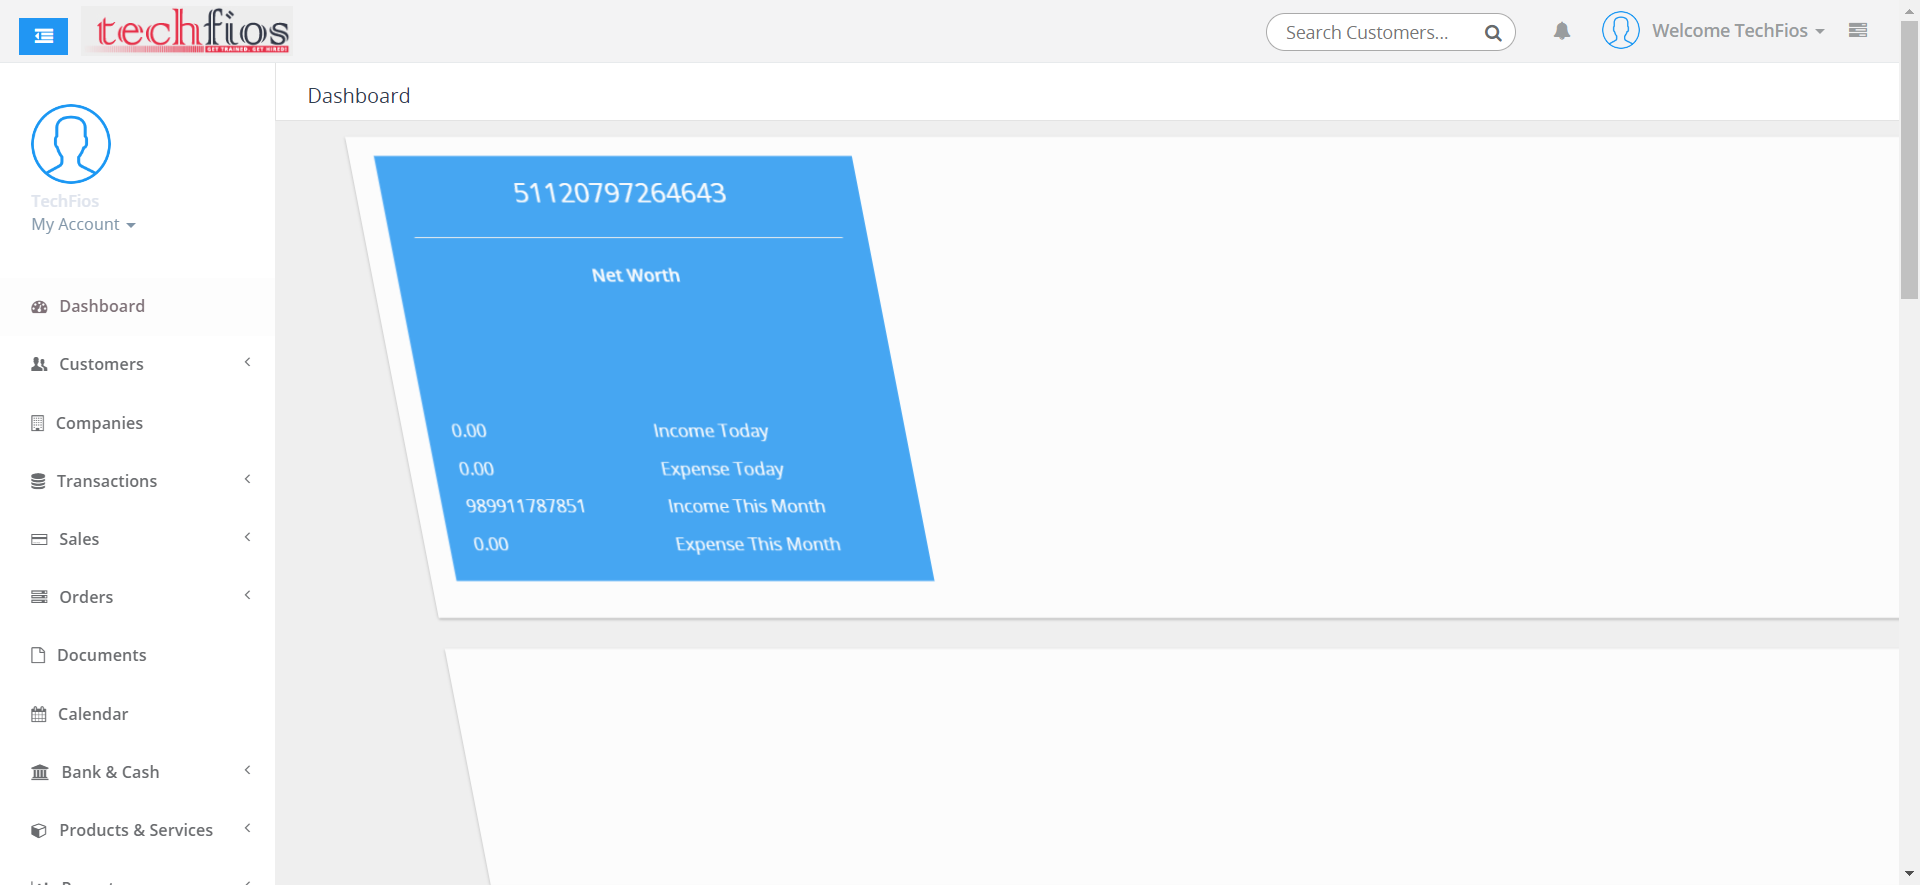 techfios
GET TRAINED. GET HIRED!
Search Customers...
Welcome TechFios
TechFios
My Account
Dashboard
Customers
Companies
Transactions
Sales
Orders
Documents
Calendar
Bank & Cash
Products & Services
Dashboard
51120797264643
Net Worth
0.00 Income Today
0.00 Expense Today
989911787851 Income This Month
0.00 Expense This Month